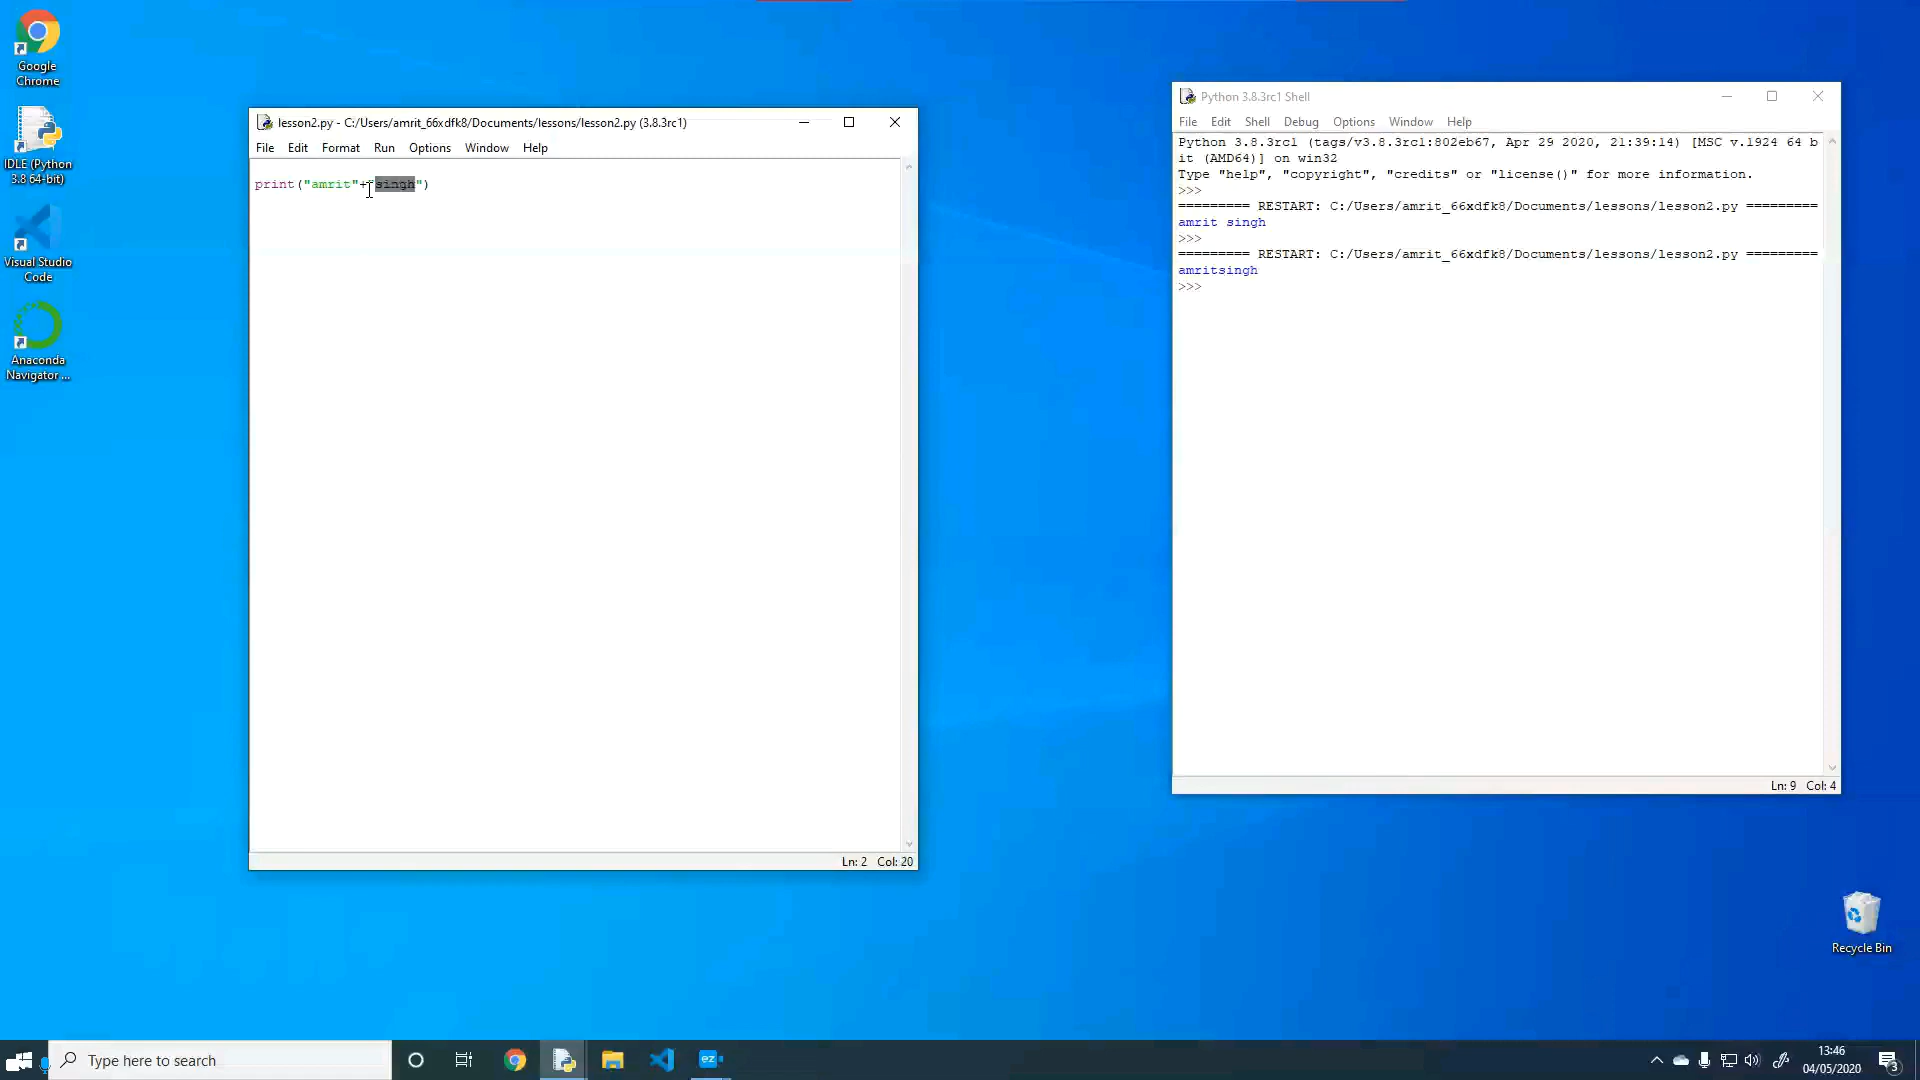 Google
Chrome
IDLE (Python
3.8 64-bit)
Visual Studio
Code
Anaconda
Navigator ...
lesson2.py - C:/Users/amrit_66xdfk8/Documents/lessons/lesson2.py (3.8.3rc1)
File Edit Format Run Options Window Help
print("amrit"+"singh")
Ln: 2 Col: 20
Python 3.8.3rc1 Shell
File Edit Shell Debug Options Window Help
Python 3.8.3rc1 (tags/v3.8.3rc1:802eb67, Apr 29 2020, 21:39:14) [MSC v.1924 64 b
it (AMD64)] on win32
Type "help", "copyright", "credits" or "license()" for more information.
>>>
========= RESTART: C:/Users/amrit_66xdfk8/Documents/lessons/lesson2.py =========
amrit singh
>>>
========= RESTART: C:/Users/amrit_66xdfk8/Documents/lessons/lesson2.py =========
amritsingh
>>>
Ln: 9 Col: 4
Recycle Bin
Type here to search
ez
13:46
04/05/2020
3